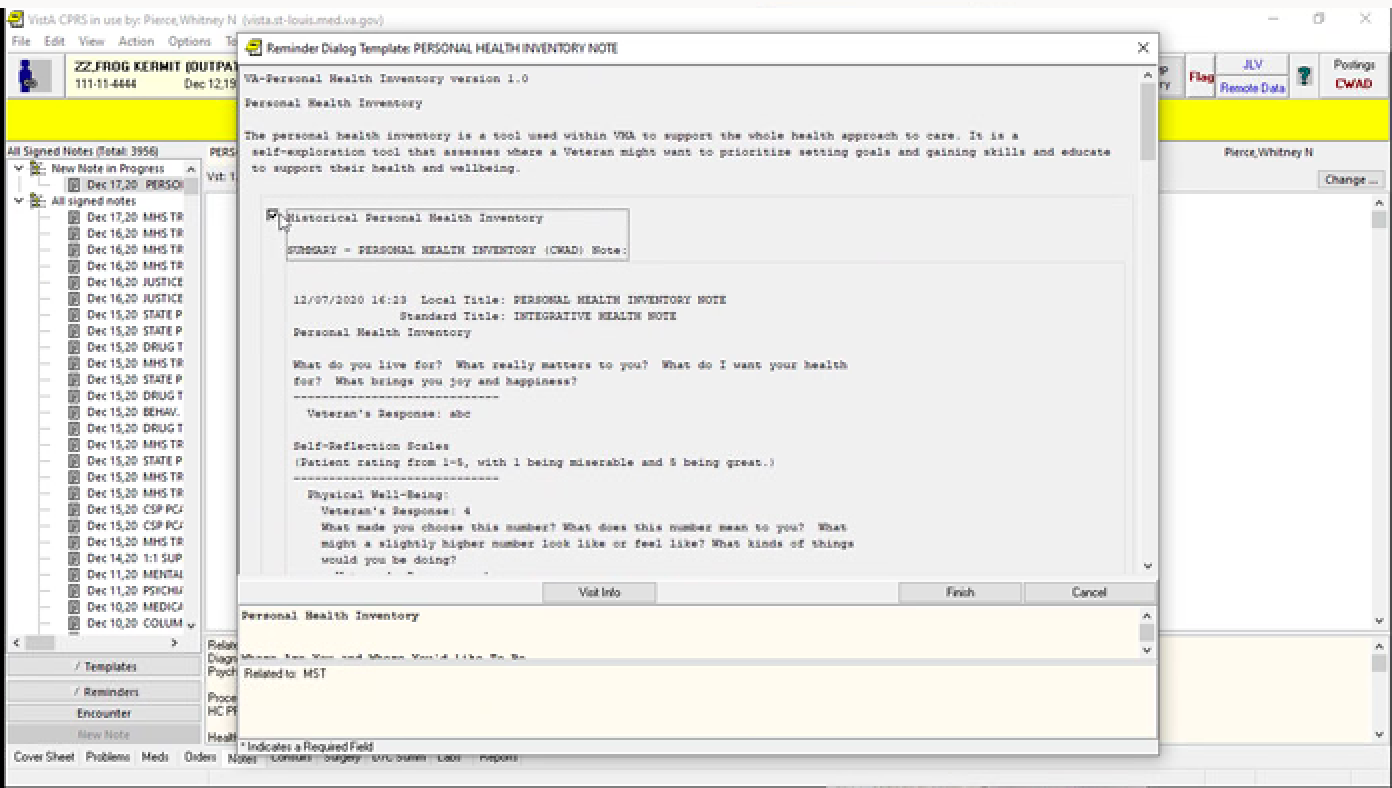 VistA CPRS in use by: Pierce,Whitney N (vista.st-louis.med.va.gov)
File Edit View Action Options To
ZZ,FROG KERMIT (OUTPAT
111-11-4444 Dec 12,19
Flag
JLV
Remote Data
?
Postings
CWAD
All Signed Notes (Total: 3956)
PERS
Pierce,Whitney N
Vst: 1
Change ...
New Note in Progress
Dec 17,20 PERSO
All signed notes
Dec 17,20 MHS TR
Dec 16,20 MHS TR
Dec 16,20 MHS TR
Dec 16,20 MHS TR
Dec 16,20 JUSTICE
Dec 16,20 JUSTICE
Dec 15,20 STATE P
Dec 15,20 STATE P
Dec 15,20 DRUG T
Dec 15,20 MHS TR
Dec 15,20 STATE P
Dec 15,20 DRUG T
Dec 15,20 BEHAV.
Dec 15,20 DRUG T
Dec 15,20 MHS TR
Dec 15,20 STATE P
Dec 15,20 MHS TR
Dec 15,20 MHS TR
Dec 15,20 CSP PCA
Dec 15,20 CSP PCA
Dec 15,20 MHS TR
Dec 14,20 1:1 SUP
Dec 11,20 MENTAL
Dec 11,20 PSYCHIA
Dec 10,20 MEDICA
Dec 10,20 COLUM
/ Templates
/ Reminders
Encounter
New Note
Relate
Diagn
Psych
Proce
HC PF
Health
Cover Sheet Problems Meds Orders Notes Consults Surgery D/C Summ Labs Reports
Reminder Dialog Template: PERSONAL HEALTH INVENTORY NOTE
VA-Personal Health Inventory version 1.0
Personal Health Inventory
The personal health inventory is a tool used within VHA to support the whole health approach to care. It is a
self-exploration tool that assesses where a Veteran might want to prioritize setting goals and gaining skills and educate
to support their health and wellbeing.
Historical Personal Health Inventory
SUMMARY - PERSONAL HEALTH INVENTORY (CWAD) Note:
12/07/2020 16:23 Local Title: PERSONAL HEALTH INVENTORY NOTE
Standard Title: INTEGRATIVE HEALTH NOTE
Personal Health Inventory
What do you live for? What really matters to you? What do I want your health
for? What brings you joy and happiness?
-----------------------------
Veteran's Response: abc
Self-Reflection Scales
(Patient rating from 1-5, with 1 being miserable and 5 being great.)
-----------------------------
Physical Well-Being:
Veteran's Response: 4
What made you choose this number? What does this number mean to you? What
might a slightly higher number look like or feel like? What kinds of things
would you be doing?
Visit Info Finish Cancel
Personal Health Inventory
Where Are You and Where You'd Like To Be
Related to: MST
* Indicates a Required Field